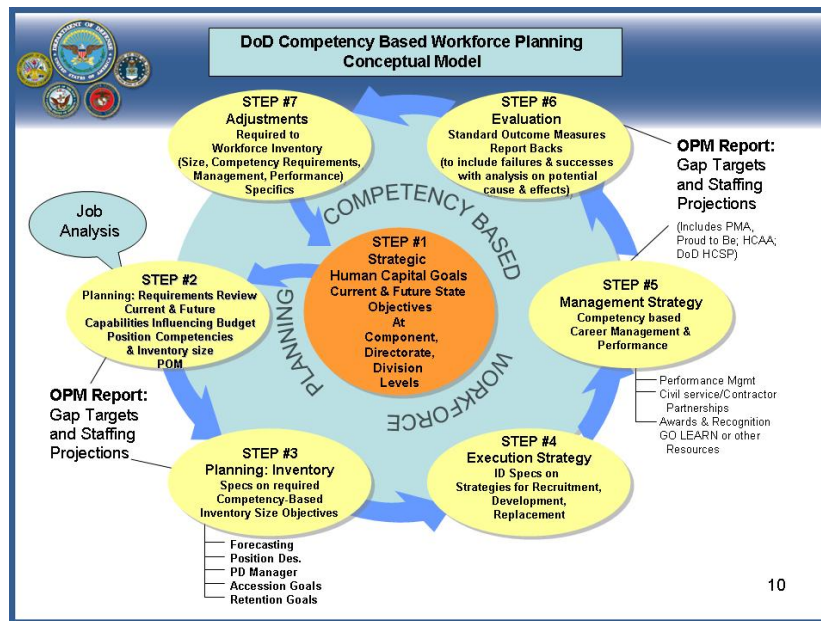 DoD Competency Based Workforce Planning
Conceptual Model
STEP #7
Adjustments
Required to
Workforce Inventory
(Size, Competency Requirements,
Management, Performance)
Specifics
STEP #6
Evaluation
Standard Outcome Measures
Report Backs
(to include failures & successes
with analysis on potential
cause & effects)
OPM Report:
Gap Targets
and Staffing
Projections
(Includes PMA,
Proud to Be; HCAA;
DoD HCSP)
Job
Analysis
COMPETENCY BASED
WORKFORCE
PLANNING
STEP #1
Strategic
Human Capital Goals
Current & Future State
Objectives
At
Component,
Directorate,
Division
Levels
STEP #2
Planning: Requirements Review
Current & Future
Capabilities Influencing Budget
Position Competencies
& Inventory size
POM
STEP #5
Management Strategy
Competency based
Career Management &
Performance
Performance Mgmt
Civil service/Contractor
Partnerships
Awards & Recognition
GO LEARN or other
Resources
OPM Report:
Gap Targets
and Staffing
Projections
STEP #3
Planning: Inventory
Specs on required
Competency-Based
Inventory Size Objectives
STEP #4
Execution Strategy
ID Specs on
Strategies for Recruitment,
Development,
Replacement
Forecasting
Position Des.
PD Manager
Accession Goals
Retention Goals
10